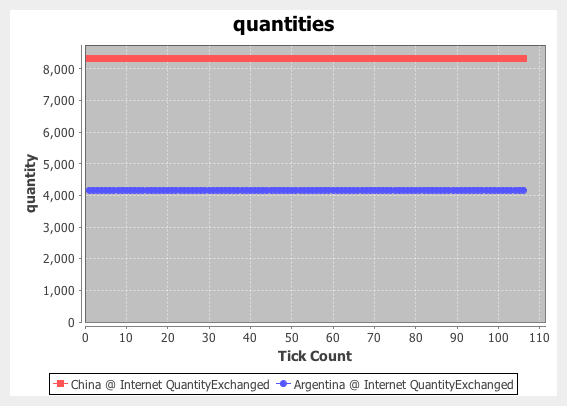 quantities
8,000
7,000
6,000
5,000
4,000
3,000
2,000
1,000
0
quantity
0 10 20 30 40 50 60 70 80 90 100 110
Tick Count
China @ Internet QuantityExchanged Argentina @ Internet QuantityExchanged